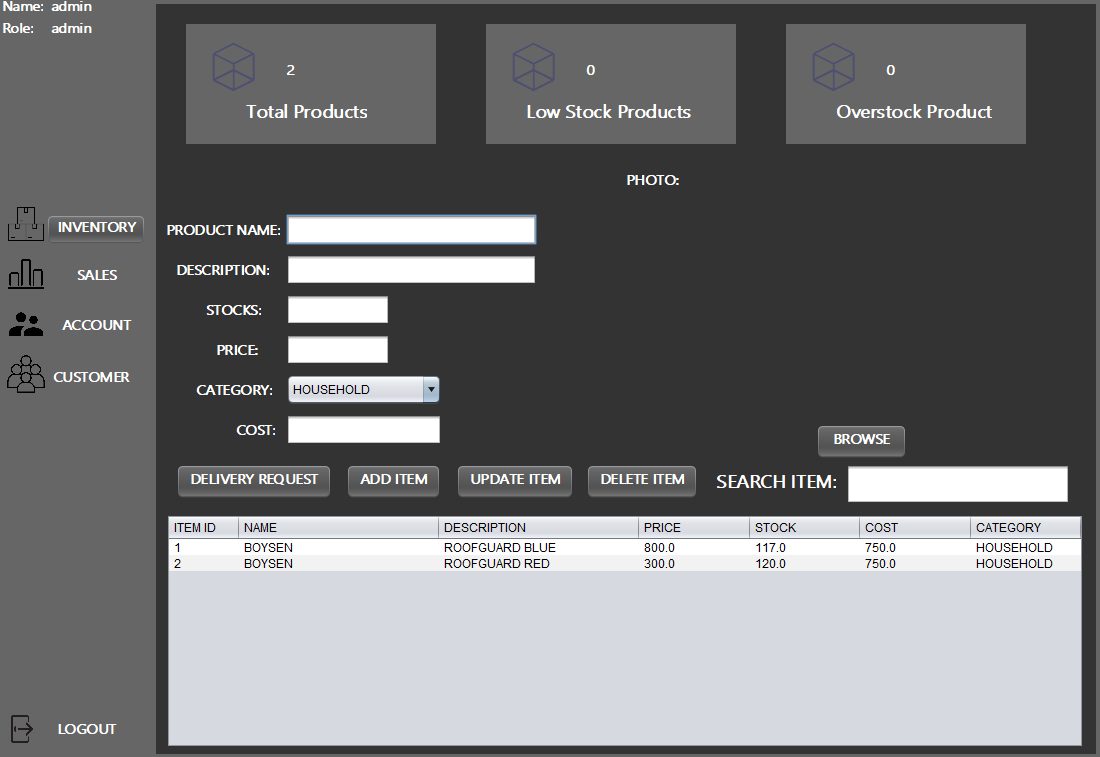 Name: admin
Role: admin
2
Total Products
0
Low Stock Products
0
Overstock Product
PHOTO:
INVENTORY
SALES
ACCOUNT
CUSTOMER
LOGOUT
PRODUCT NAME:
DESCRIPTION:
STOCKS:
PRICE:
CATEGORY: HOUSEHOLD
COST:
BROWSE
DELIVERY REQUEST ADD ITEM UPDATE ITEM DELETE ITEM SEARCH ITEM:
ITEM ID NAME DESCRIPTION PRICE STOCK COST CATEGORY
1 BOYSEN ROOFGUARD BLUE 800.0 117.0 750.0 HOUSEHOLD
2 BOYSEN ROOFGUARD RED 300.0 120.0 750.0 HOUSEHOLD